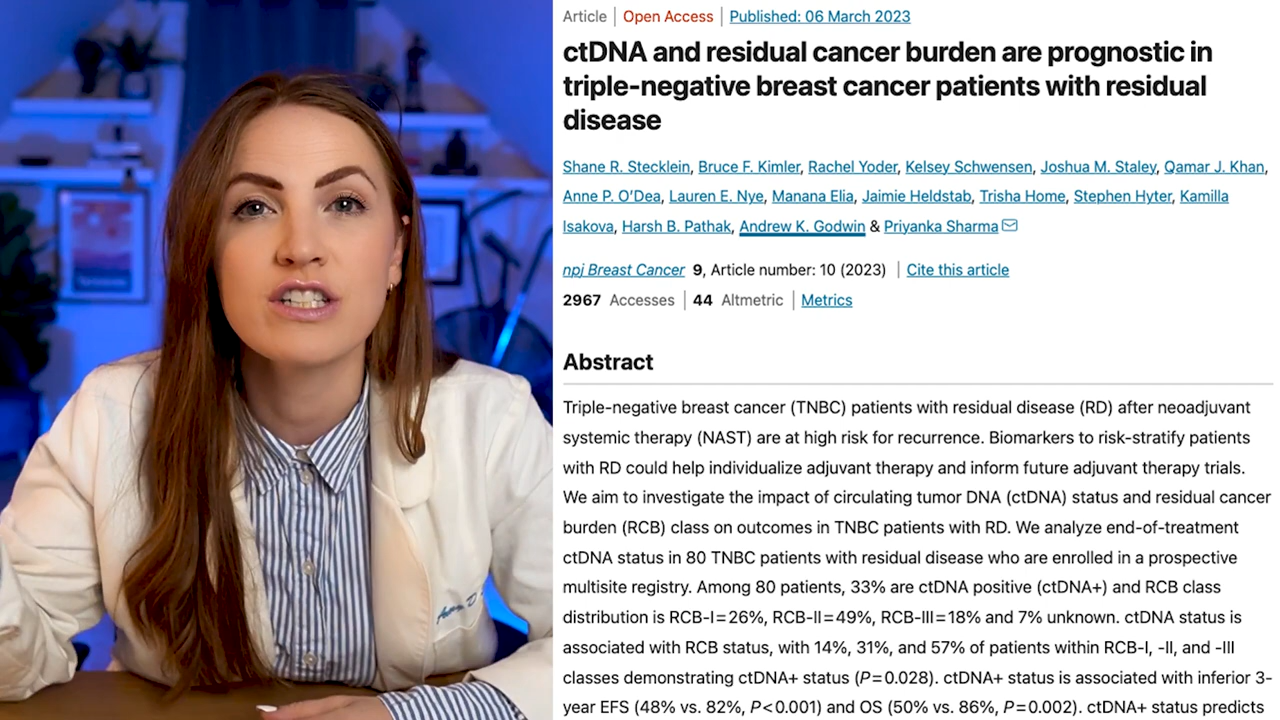 Article | Open Access | Published: 06 March 2023
ctDNA and residual cancer burden are prognostic in
triple-negative breast cancer patients with residual
disease
Shane R. Stecklein, Bruce F. Kimler, Rachel Yoder, Kelsey Schwensen, Joshua M. Staley, Qamar J. Khan,
Anne P. O'Dea, Lauren E. Nye, Manana Elia, Jaimie Heldstab, Trisha Home, Stephen Hyter, Kamilla
Isakova, Harsh B. Pathak, Andrew K. Godwin & Priyanka Sharma
npj Breast Cancer 9, Article number: 10 (2023) | Cite this article
2967 Accesses | 44 Altmetric | Metrics
Abstract
Triple-negative breast cancer (TNBC) patients with residual disease (RD) after neoadjuvant
systemic therapy (NAST) are at high risk for recurrence. Biomarkers to risk-stratify patients
with RD could help individualize adjuvant therapy and inform future adjuvant therapy trials.
We aim to investigate the impact of circulating tumor DNA (ctDNA) status and residual cancer
burden (RCB) class on outcomes in TNBC patients with RD. We analyze end-of-treatment
ctDNA status in 80 TNBC patients with residual disease who are enrolled in a prospective
multisite registry. Among 80 patients, 33% are ctDNA positive (ctDNA+) and RCB class
distribution is RCB-I=26%, RCB-II=49%, RCB-III=18% and 7% unknown. ctDNA status is
associated with RCB status, with 14%, 31%, and 57% of patients within RCB-I, -II, and -III
classes demonstrating ctDNA+ status (P=0.028). ctDNA+ status is associated with inferior 3-
year EFS (48% vs. 82%, P<0.001) and OS (50% vs. 86%, P=0.002). ctDNA+ status predicts